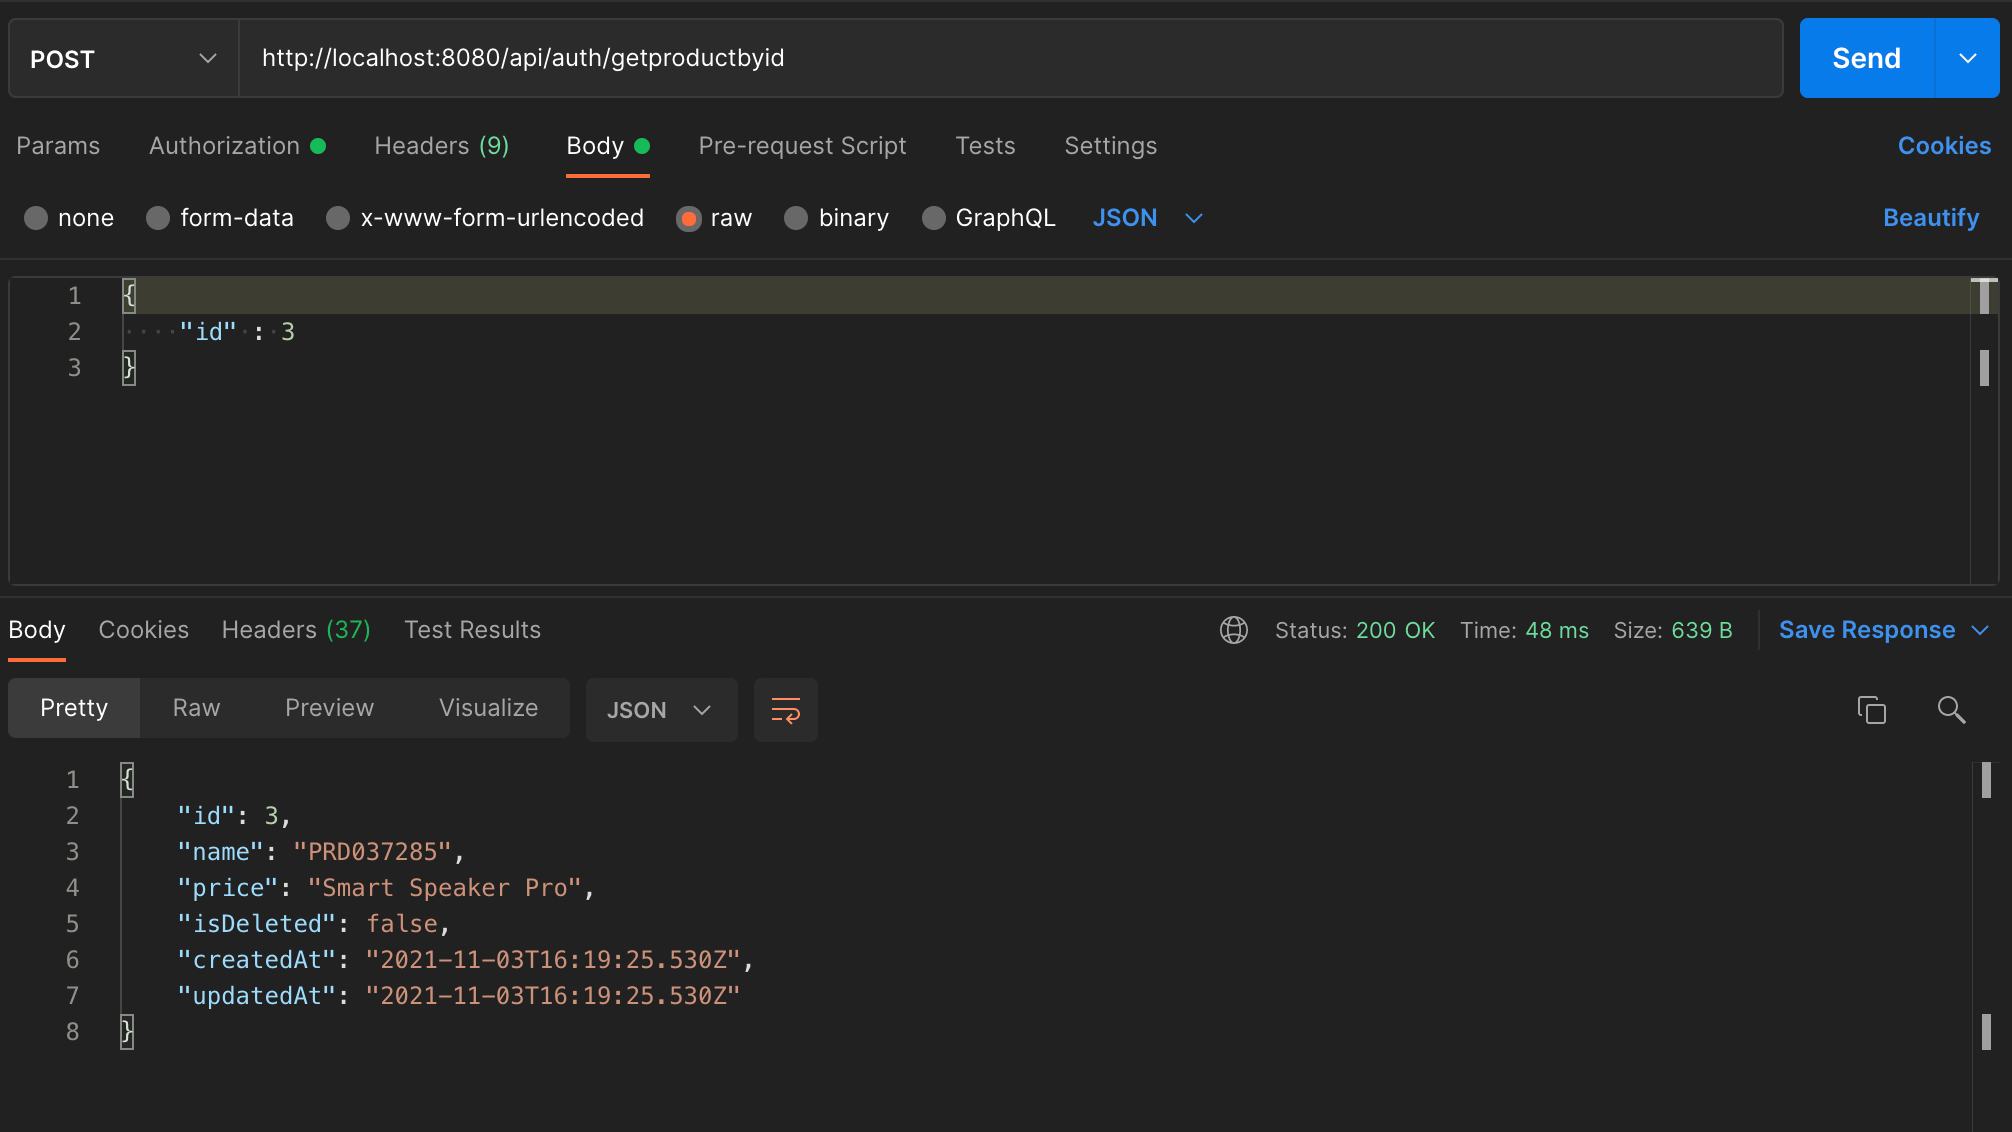 POST http://localhost:8080/api/auth/getproductbyid Send
Params Authorization Headers (9) Body Pre-request Script Tests Settings Cookies
none form-data x-www-form-urlencoded raw binary GraphQL JSON Beautify
1 {
2 "id" : 3
3 }
Body Cookies Headers (37) Test Results Status: 200 OK Time: 48 ms Size: 639 B Save Response
Pretty Raw Preview Visualize JSON
1 {
2 "id": 3,
3 "name": "PRD037285",
4 "price": "Smart Speaker Pro",
5 "isDeleted": false,
6 "createdAt": "2021-11-03T16:19:25.530Z",
7 "updatedAt": "2021-11-03T16:19:25.530Z"
8 }